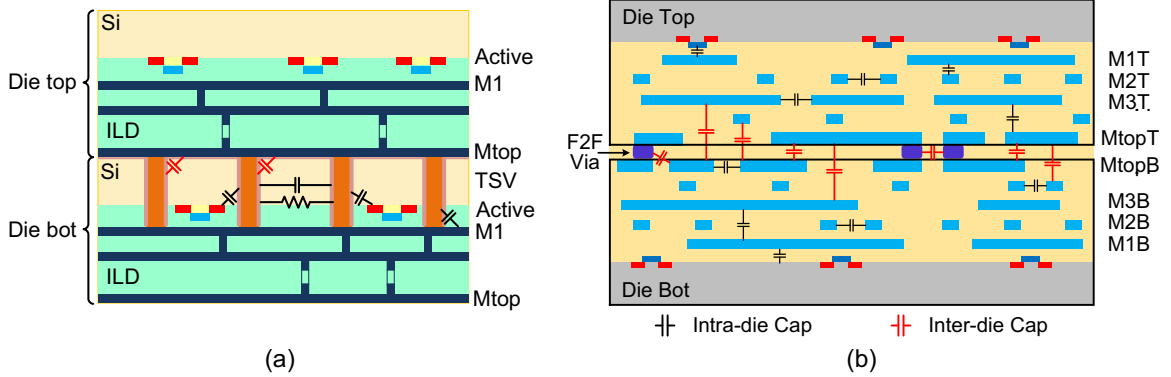 Si
Active
Die top
M1
ILD
Mtop
Si
TSV
Active
Die bot
M1
ILD
Mtop
(a)
Die Top
M1T
M2T
M3T
F2F
Via
MtopT
MtopB
M3B
M2B
M1B
Die Bot
Intra-die Cap
Inter-die Cap
(b)